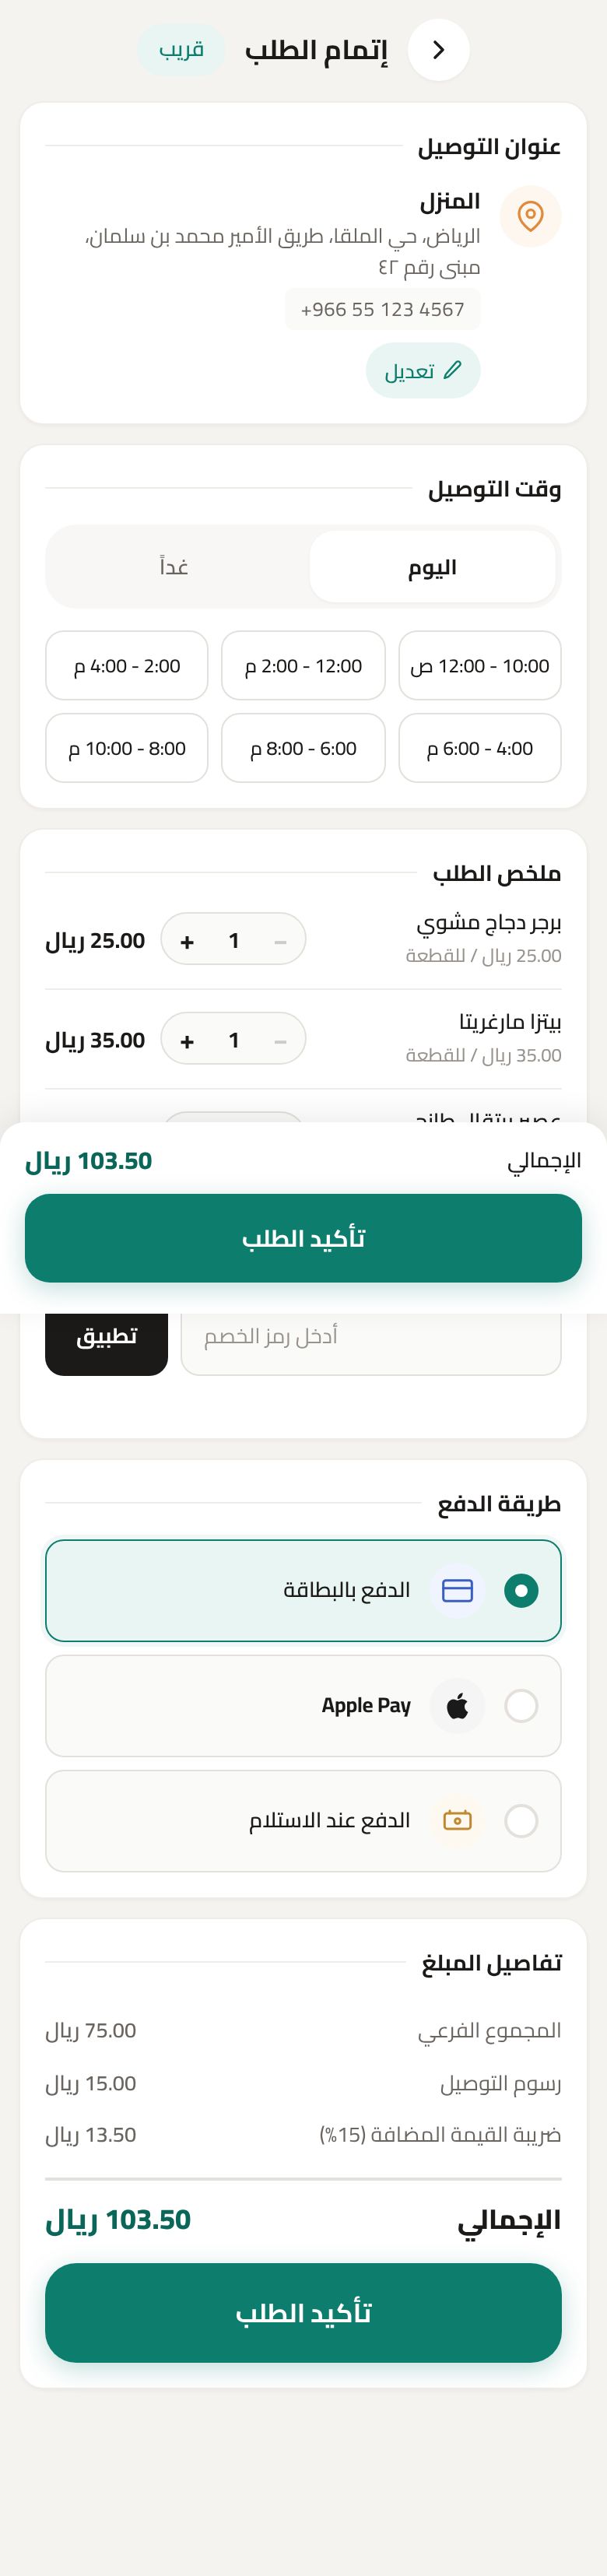 إتمام الطلب
قريب
عنوان التوصيل
المنزل
الرياض، حي الملقا، طريق الأمير محمد بن سلمان،
مبنى رقم ٤٢
+966 55 123 4567
تعديل
وقت التوصيل
اليوم
غداً
10:00 - 12:00 ص
12:00 - 2:00 م
2:00 - 4:00 م
4:00 - 6:00 م
6:00 - 8:00 م
8:00 - 10:00 م
ملخص الطلب
برجر دجاج مشوي
25.00 ريال / للقطعة
− 1 +
25.00 ريال
بيتزا مارغريتا
35.00 ريال / للقطعة
− 1 +
35.00 ريال
عصير برتقال طازج
الإجمالي
103.50 ريال
تأكيد الطلب
أدخل رمز الخصم
تطبيق
طريقة الدفع
الدفع بالبطاقة
Apple Pay
الدفع عند الاستلام
تفاصيل المبلغ
المجموع الفرعي
75.00 ريال
رسوم التوصيل
15.00 ريال
ضريبة القيمة المضافة (15%)
13.50 ريال
الإجمالي
103.50 ريال
تأكيد الطلب